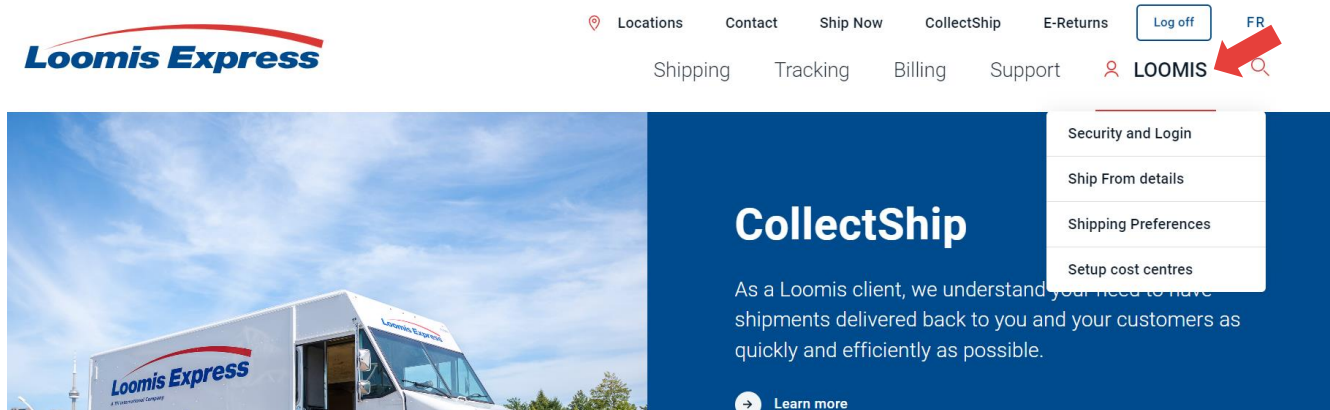 Locations Contact Ship Now CollectShip E-Returns Log off FR
Loomis Express
Shipping Tracking Billing Support LOOMIS
Security and Login
Ship From details
Shipping Preferences
Setup cost centres
CollectShip
As a Loomis client, we understand your need to have
shipments delivered back to you and your customers as
quickly and efficiently as possible.
Learn more
Loomis Express
Loomis Express